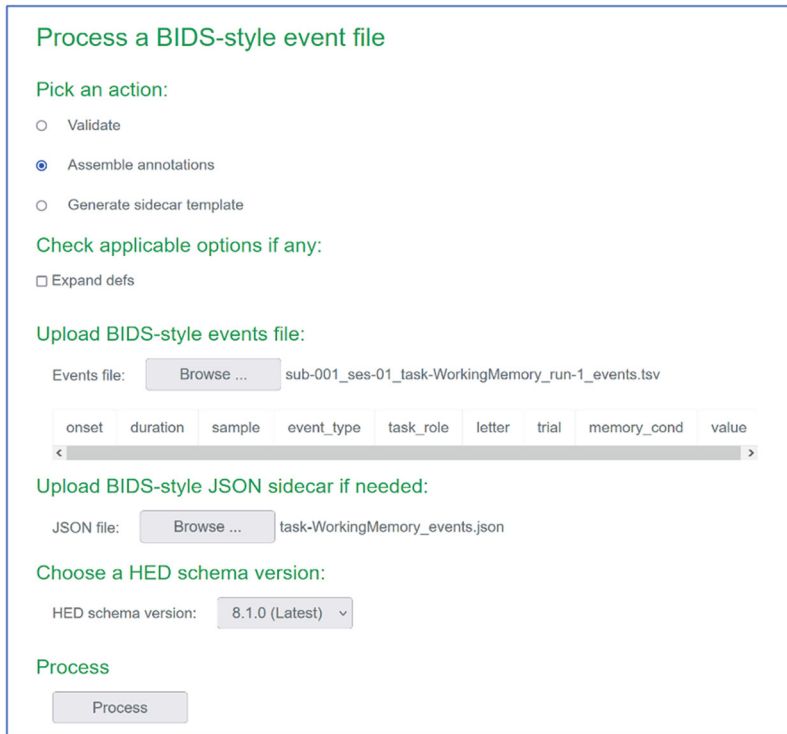 Process a BIDS-style event file
Pick an action:
Validate
Assemble annotations
Generate sidecar template
Check applicable options if any:
Expand defs
Upload BIDS-style events file:
Events file: Browse ... sub-001_ses-01_task-WorkingMemory_run-1_events.tsv
onset duration sample event_type task_role letter trial memory_cond value
Upload BIDS-style JSON sidecar if needed:
JSON file: Browse ... task-WorkingMemory_events.json
Choose a HED schema version:
HED schema version: 8.1.0 (Latest)
Process
Process